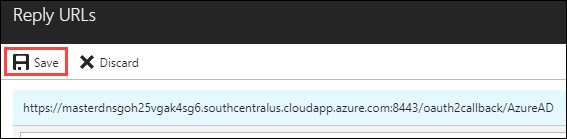 Reply URLs
Save Discard
https://masterdnsgoh25vgak4sg6.southcentralus.cloudapp.azure.com:8443/oauth2callback/AzureAD